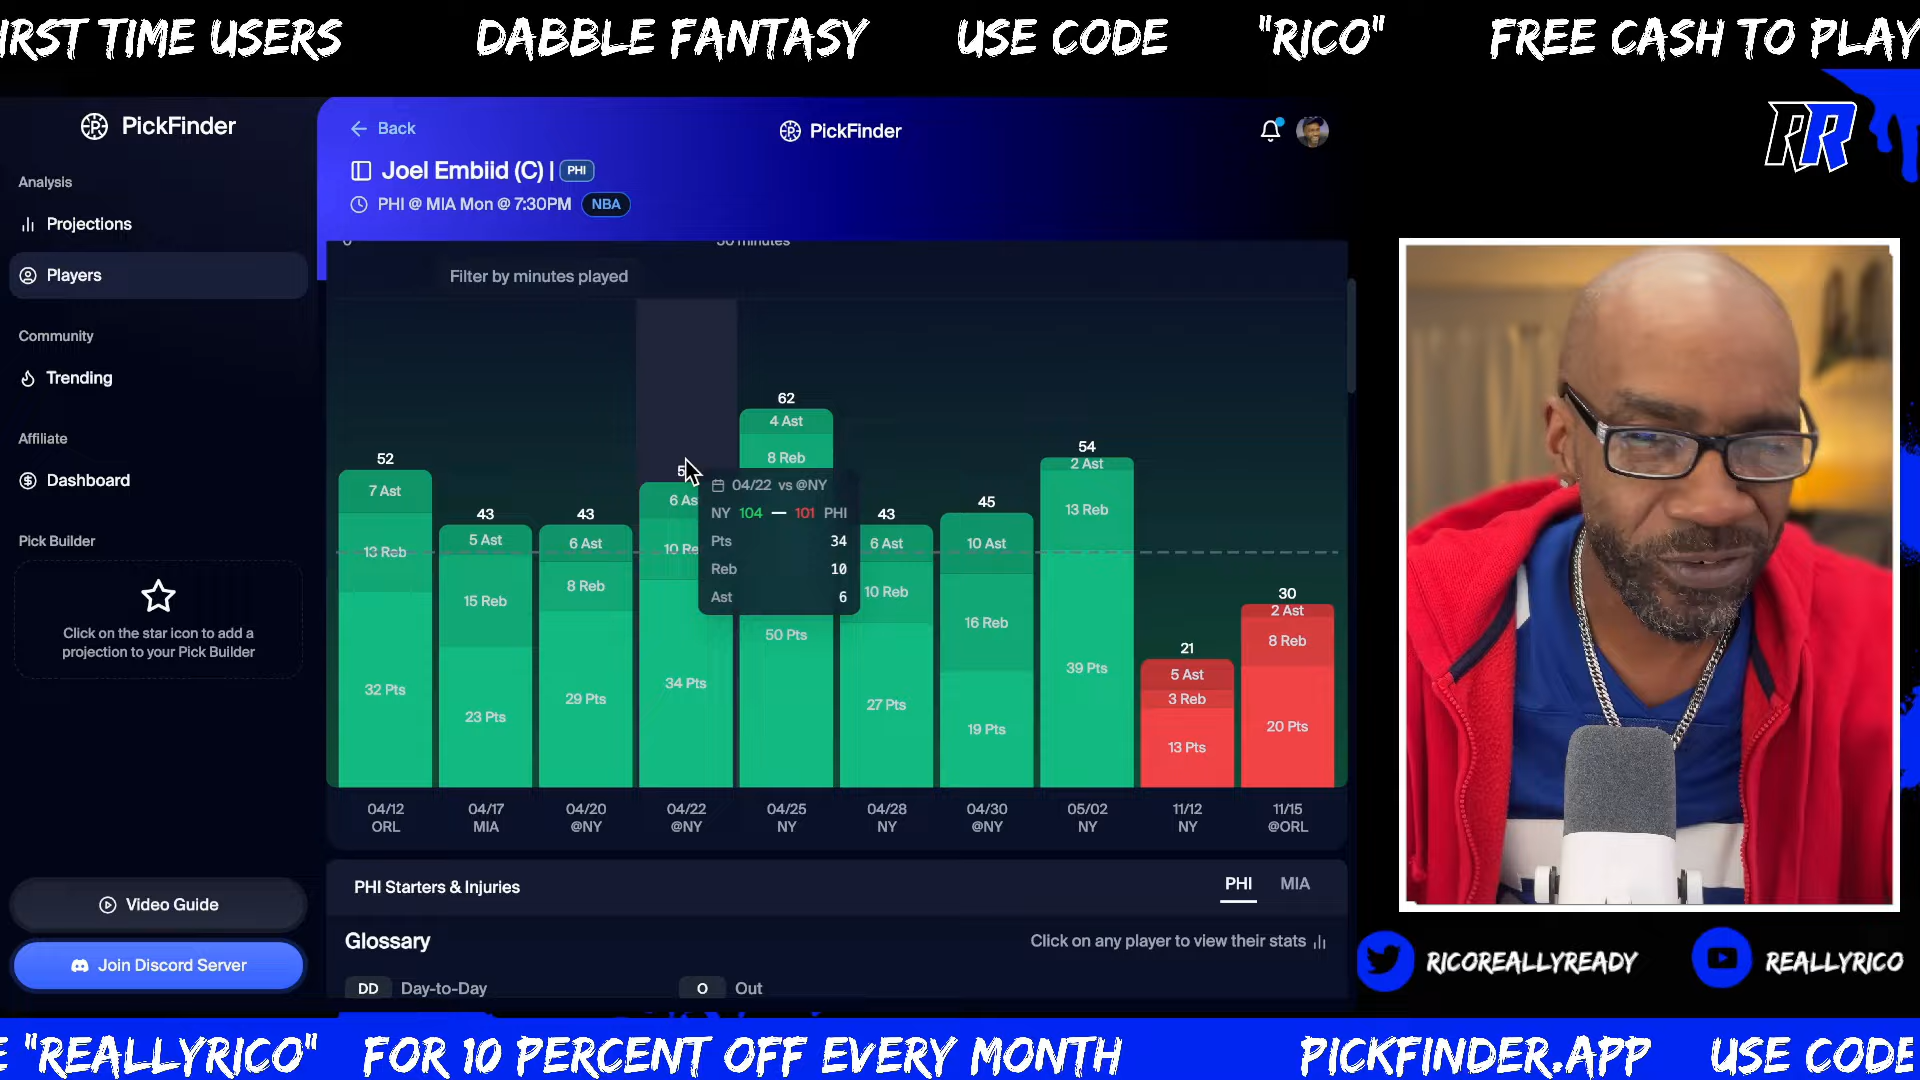 IRST TIME USERS DABBLE FANTASY USE CODE "RICO" FREE CASH TO PLAY
PickFinder
Analysis
Projections
Players
Community
Trending
Affiliate
Dashboard
Pick Builder
Click on the star icon to add a
projection to your Pick Builder
Video Guide
Join Discord Server
Back
PickFinder
Joel Embiid (C) | PHI
PHI @ MIA Mon @ 7:30PM NBA
Filter by minutes played
52
7 Ast
13 Reb
32 Pts
43
5 Ast
15 Reb
23 Pts
43
6 Ast
8 Reb
29 Pts
34 Pts
62
4 Ast
8 Reb
50 Pts
04/22 vs @NY
NY 104 — 101 PHI
Pts 34
Reb 10
Ast 6
43
6 Ast
10 Reb
27 Pts
45
10 Ast
16 Reb
19 Pts
54
2 Ast
13 Reb
39 Pts
21
5 Ast
3 Reb
13 Pts
30
2 Ast
8 Reb
20 Pts
04/12 04/17 04/20 04/22 04/25 04/28 04/30 05/02 11/12 11/15
ORL MIA @NY @NY NY NY @NY NY NY @ORL
PHI Starters & Injuries PHI MIA
Glossary Click on any player to view their stats
DD Day-to-Day O Out
RR
RICOREALLYREADY REALLYRICO
E "REALLYRICO" FOR 10 PERCENT OFF EVERY MONTH PICKFINDER.APP USE CODE